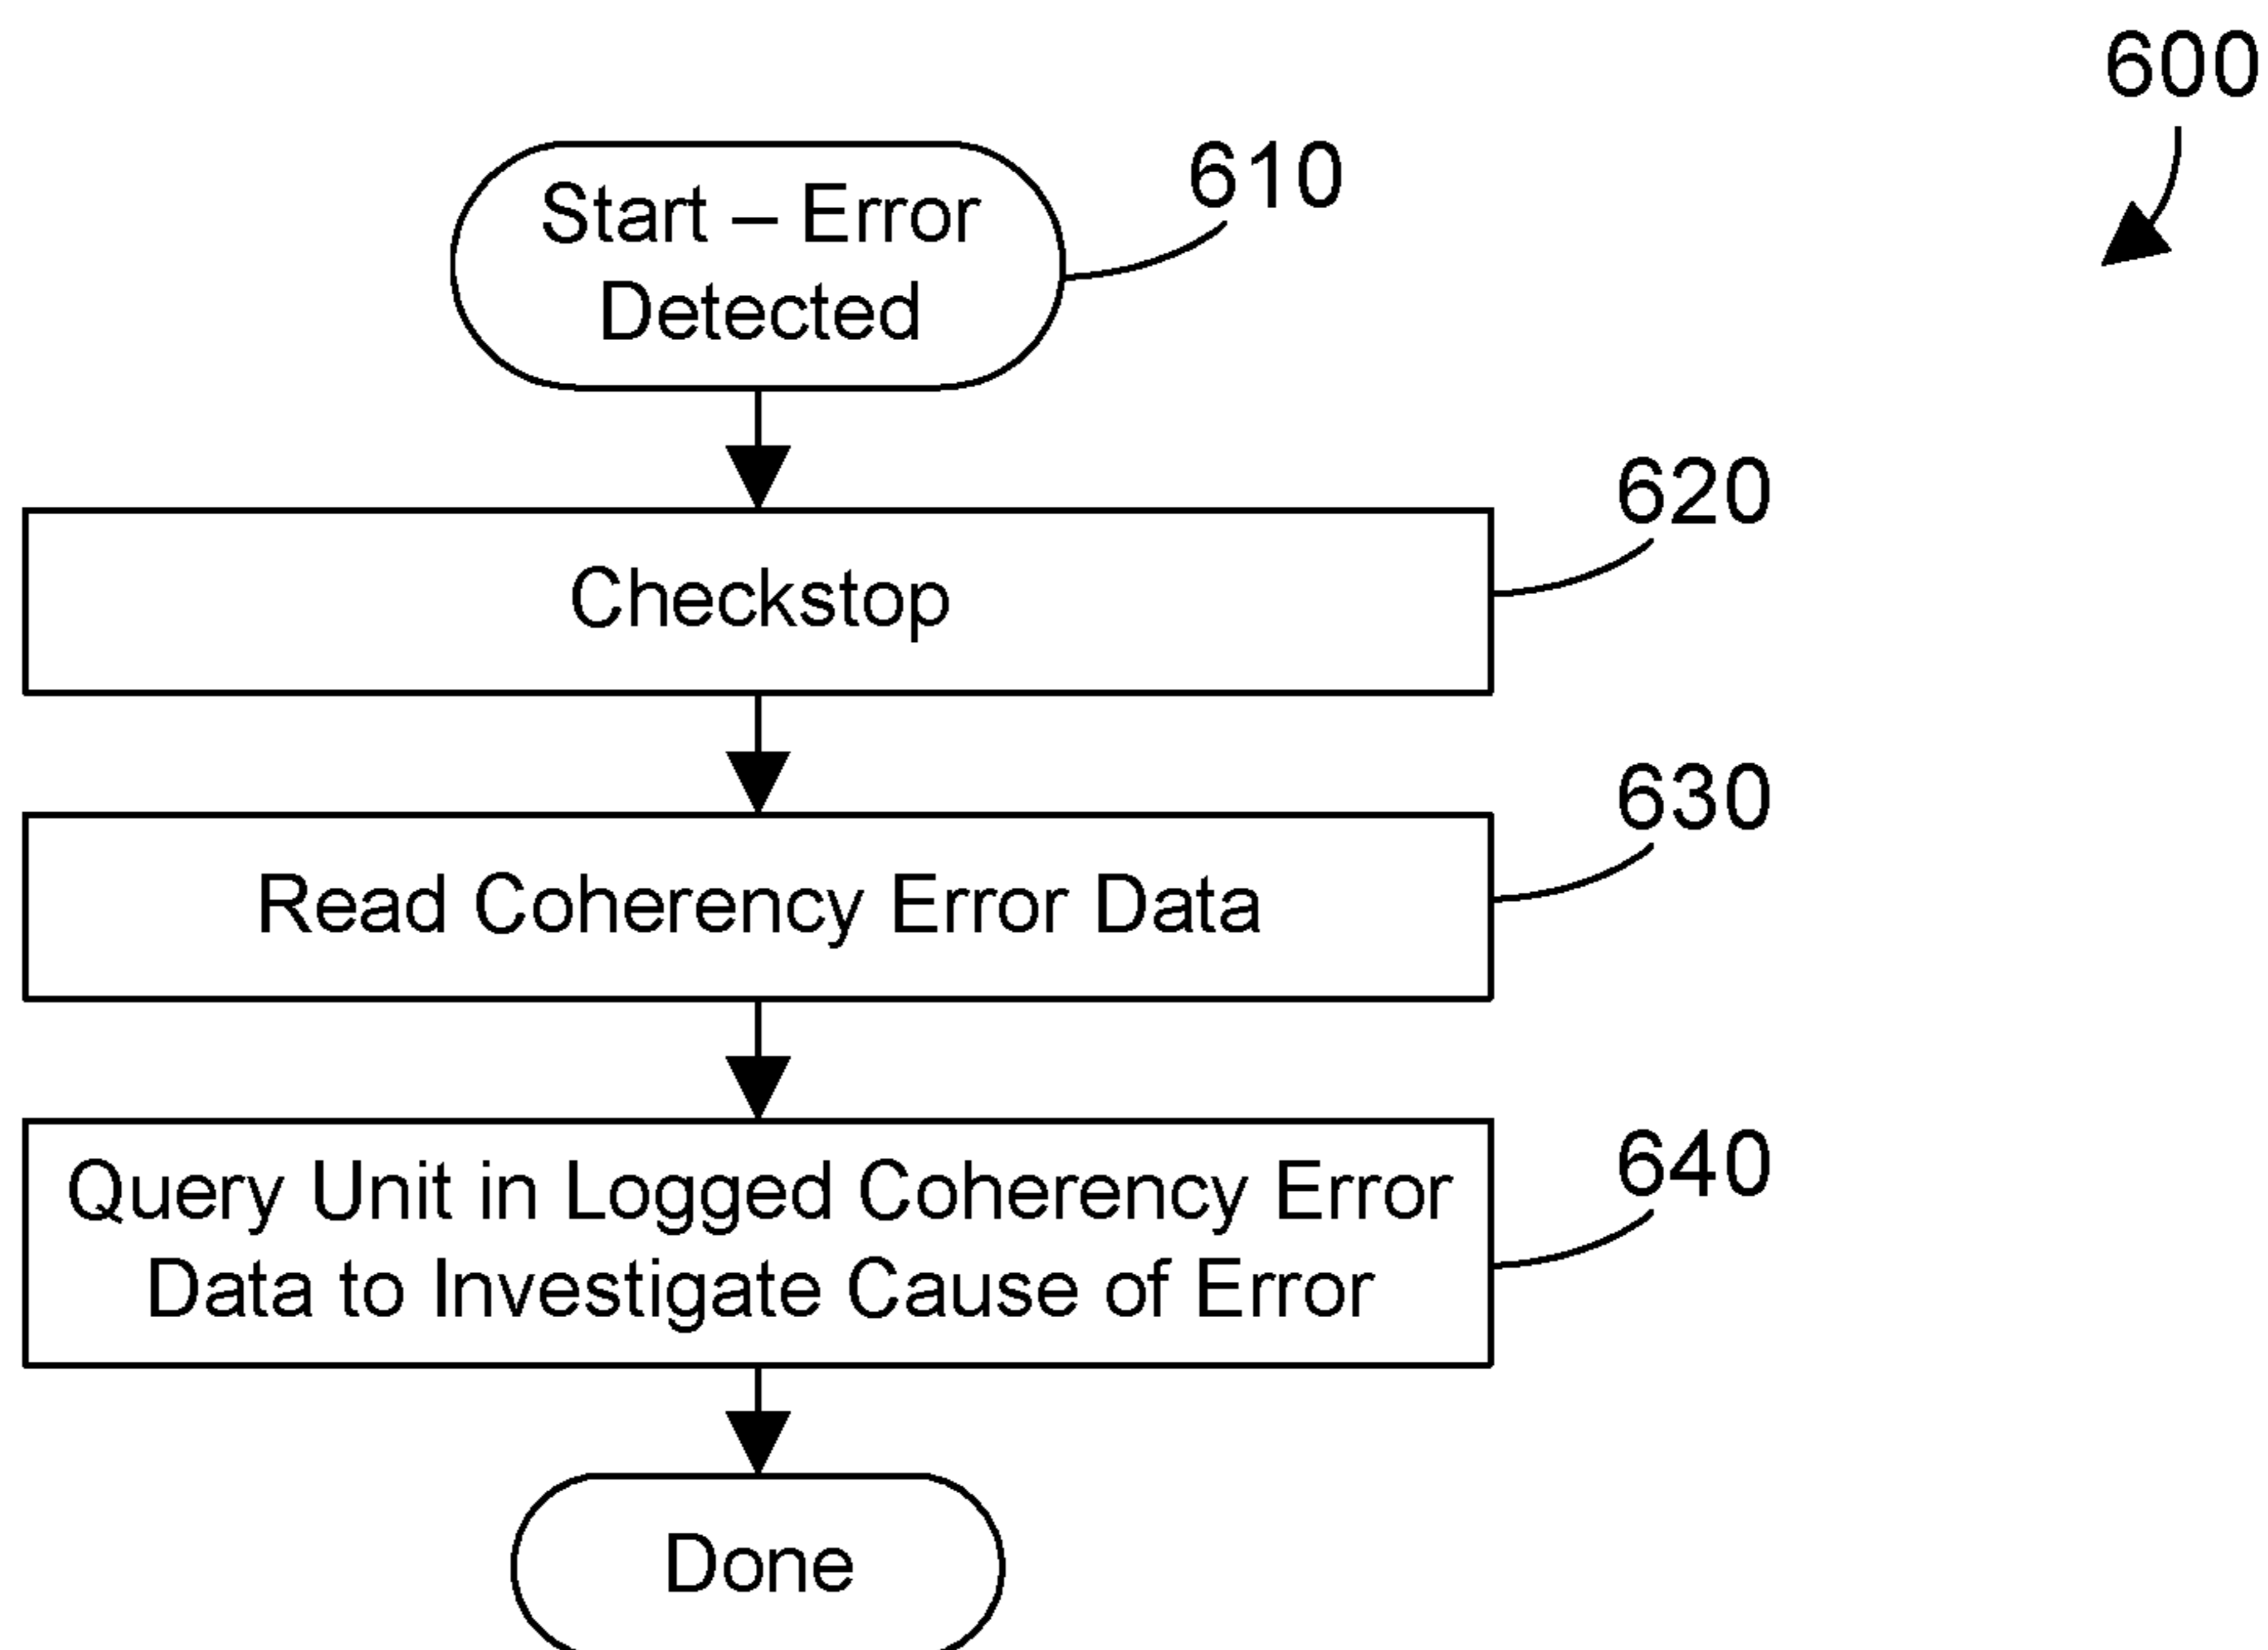 600
Start – Error
Detected
610
620
Checkstop
630
Read Coherency Error Data
640
Query Unit in Logged Coherency Error
Data to Investigate Cause of Error
Done